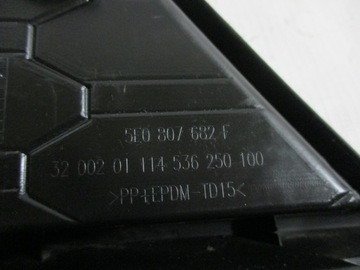 5E0 807 682 F
32 002 01 114 536 250 100
>PP+EPDM-TD15<